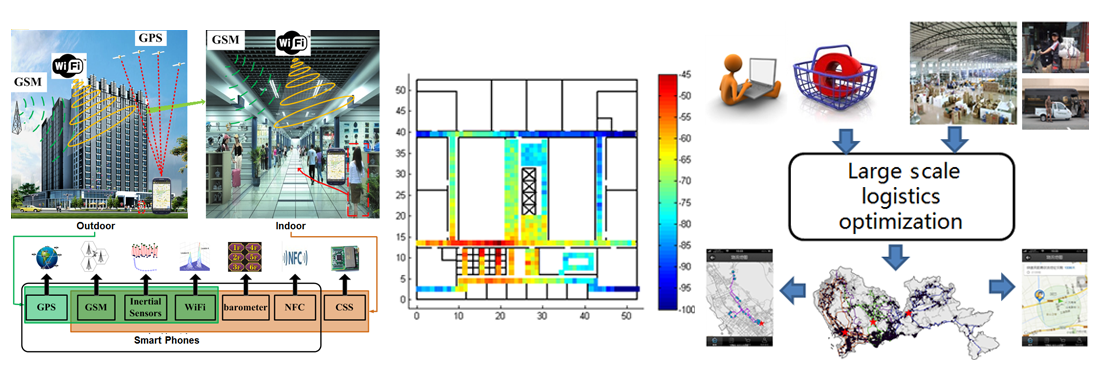 GPS
GSM
WiFi
GSM
WiFi
Outdoor
Indoor
NFC
GPS
GSM
Inertial
Sensors
WiFi
barometer
NFC
CSS
Smart Phones
50
45
40
35
30
25
20
15
10
5
0
0
10
20
30
40
50
-45
-50
-55
-60
-65
-70
-75
-80
-85
-90
-95
-100
e
Large scale
logistics
optimization